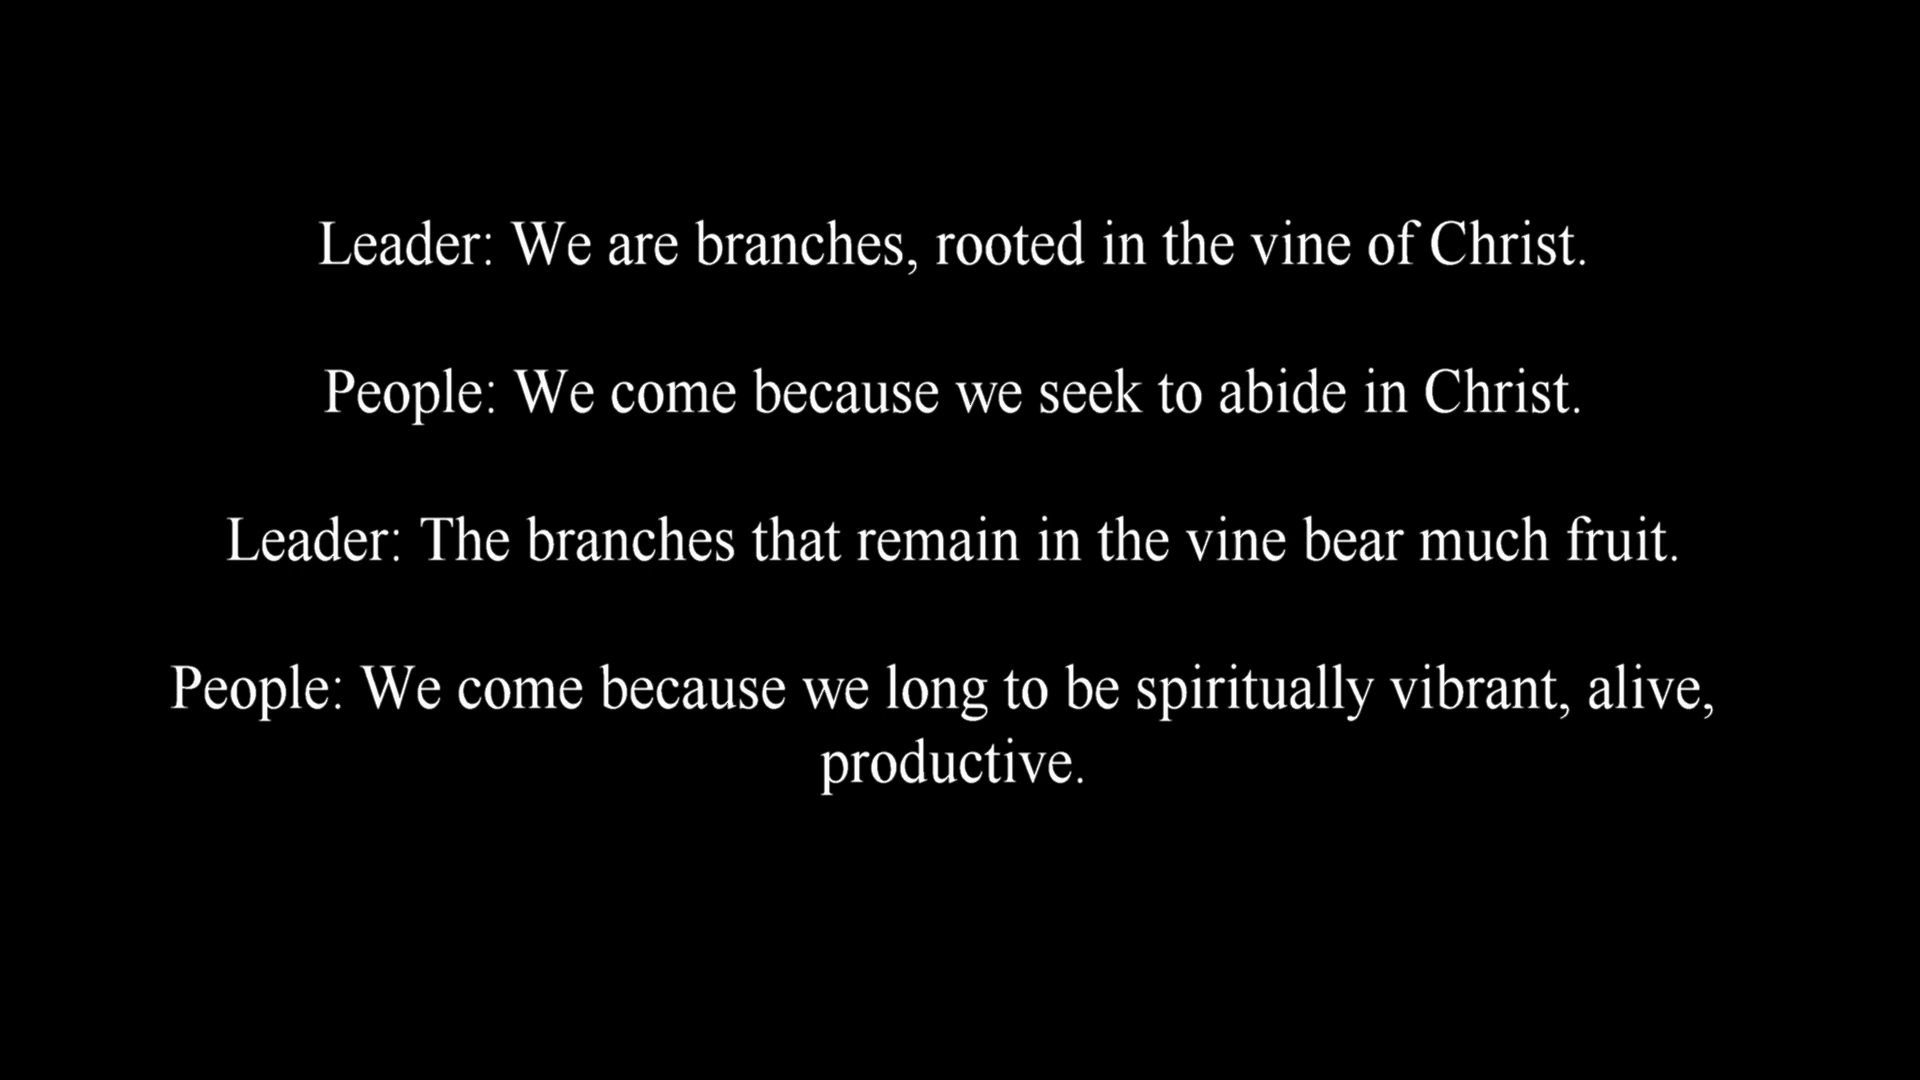 Leader: We are branches, rooted in the vine of Christ.
People: We come because we seek to abide in Christ.
Leader: The branches that remain in the vine bear much fruit.
People: We come because we long to be spiritually vibrant, alive,
productive.